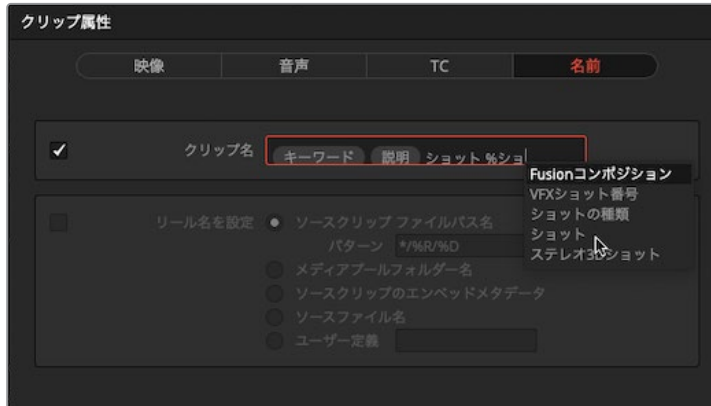 クリップ属性
映像 音声 TC 名前
クリップ名 キーワード 説明 ショット %ショ
Fusionコンポジション
VFXショット番号
ショットの種類
ショット
ステレオ3Dショット
リール名を設定 ソースクリップ ファイルパス名
パターン */%R/%D
メディアプールフォルダー名
ソースクリップのエンベッドメタデータ
ソースファイル名
ユーザー定義